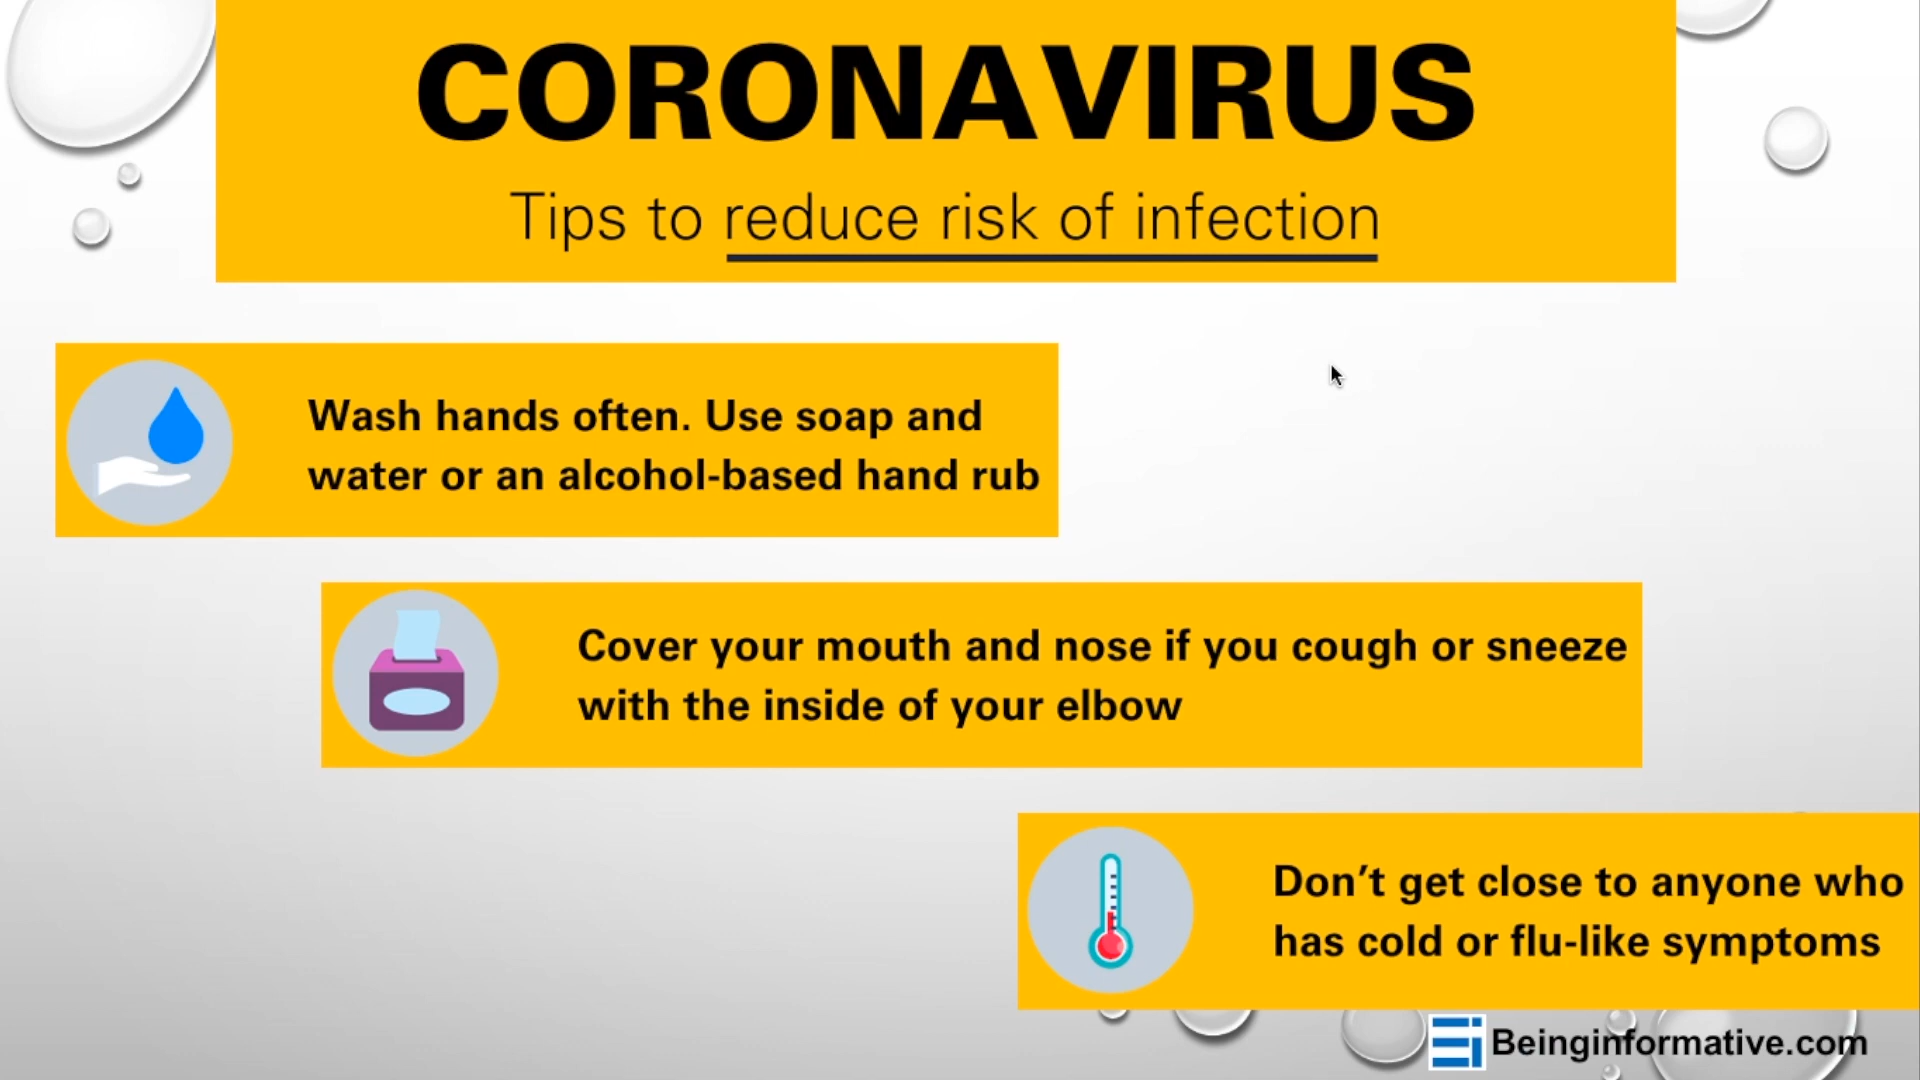 CORONAVIRUS
Tips to reduce risk of infection
Wash hands often. Use soap and
water or an alcohol-based hand rub
Cover your mouth and nose if you cough or sneeze
with the inside of your elbow
Don’t get close to anyone who
has cold or flu-like symptoms
Beinginformative.com